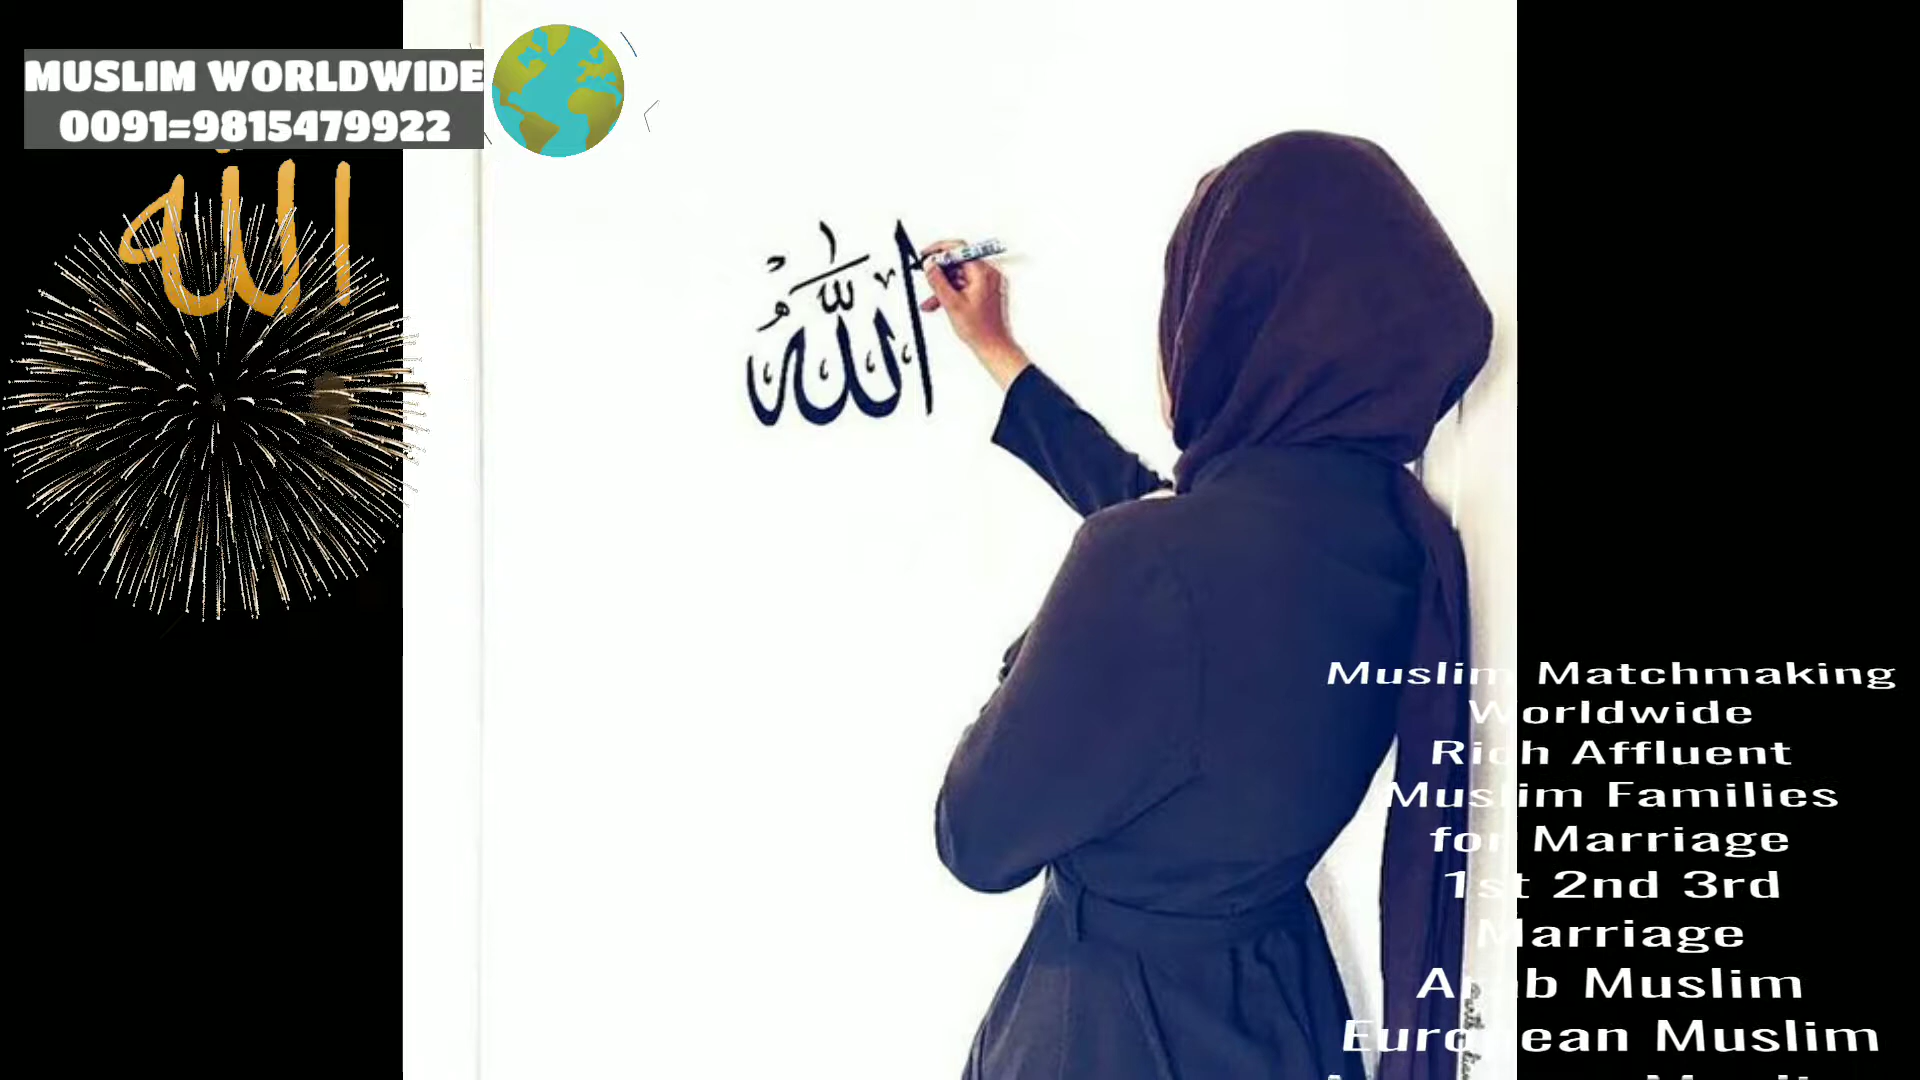 MUSLIM WORLDWIDE
0091=9815479922
الله
اللّٰه
Muslim Matchmaking
Worldwide
Rich Affluent
Muslim Families
for Marriage
1st 2nd 3rd
Marriage
Arab Muslim
European Muslim